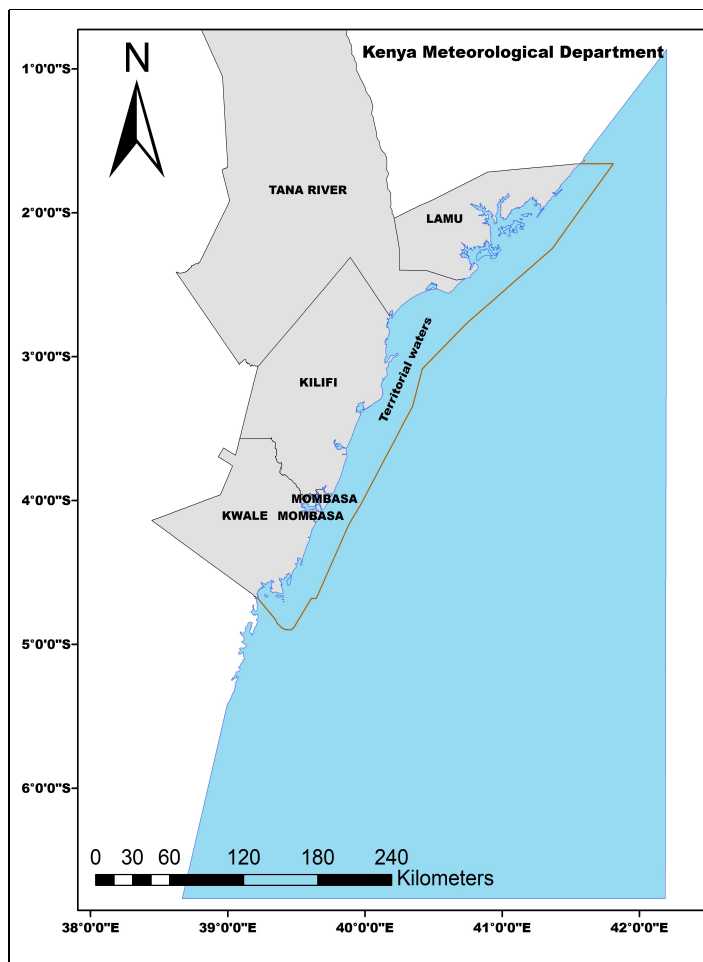 Kenya Meteorological Department
N
1°0'0"S
2°0'0"S
3°0'0"S
4°0'0"S
5°0'0"S
6°0'0"S
TANA RIVER
LAMU
Territorial waters
KILIFI
MOMBASA
KWALE
MOMBASA
0 30 60 120 180 240
Kilometers
38°0'0"E 39°0'0"E 40°0'0"E 41°0'0"E 42°0'0"E